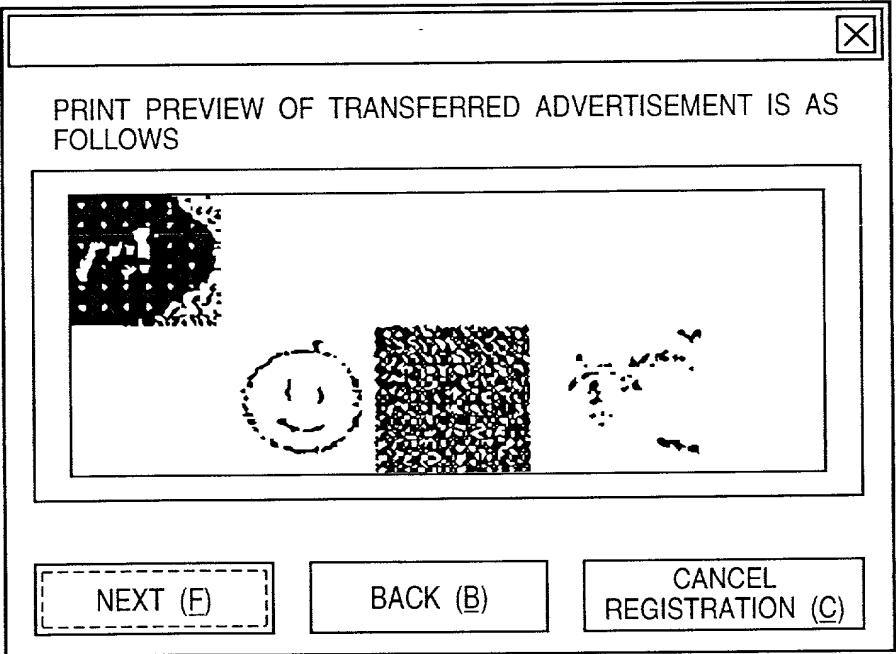 PRINT PREVIEW OF TRANSFERRED ADVERTISEMENT IS AS
FOLLOWS
NEXT (F)
BACK (B)
CANCEL
REGISTRATION (C)